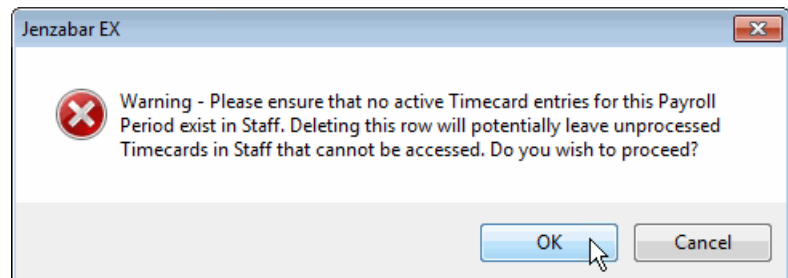 Jenzabar EX
Warning - Please ensure that no active Timecard entries for this Payroll
Period exist in Staff. Deleting this row will potentially leave unprocessed
Timecards in Staff that cannot be accessed. Do you wish to proceed?
OK
Cancel